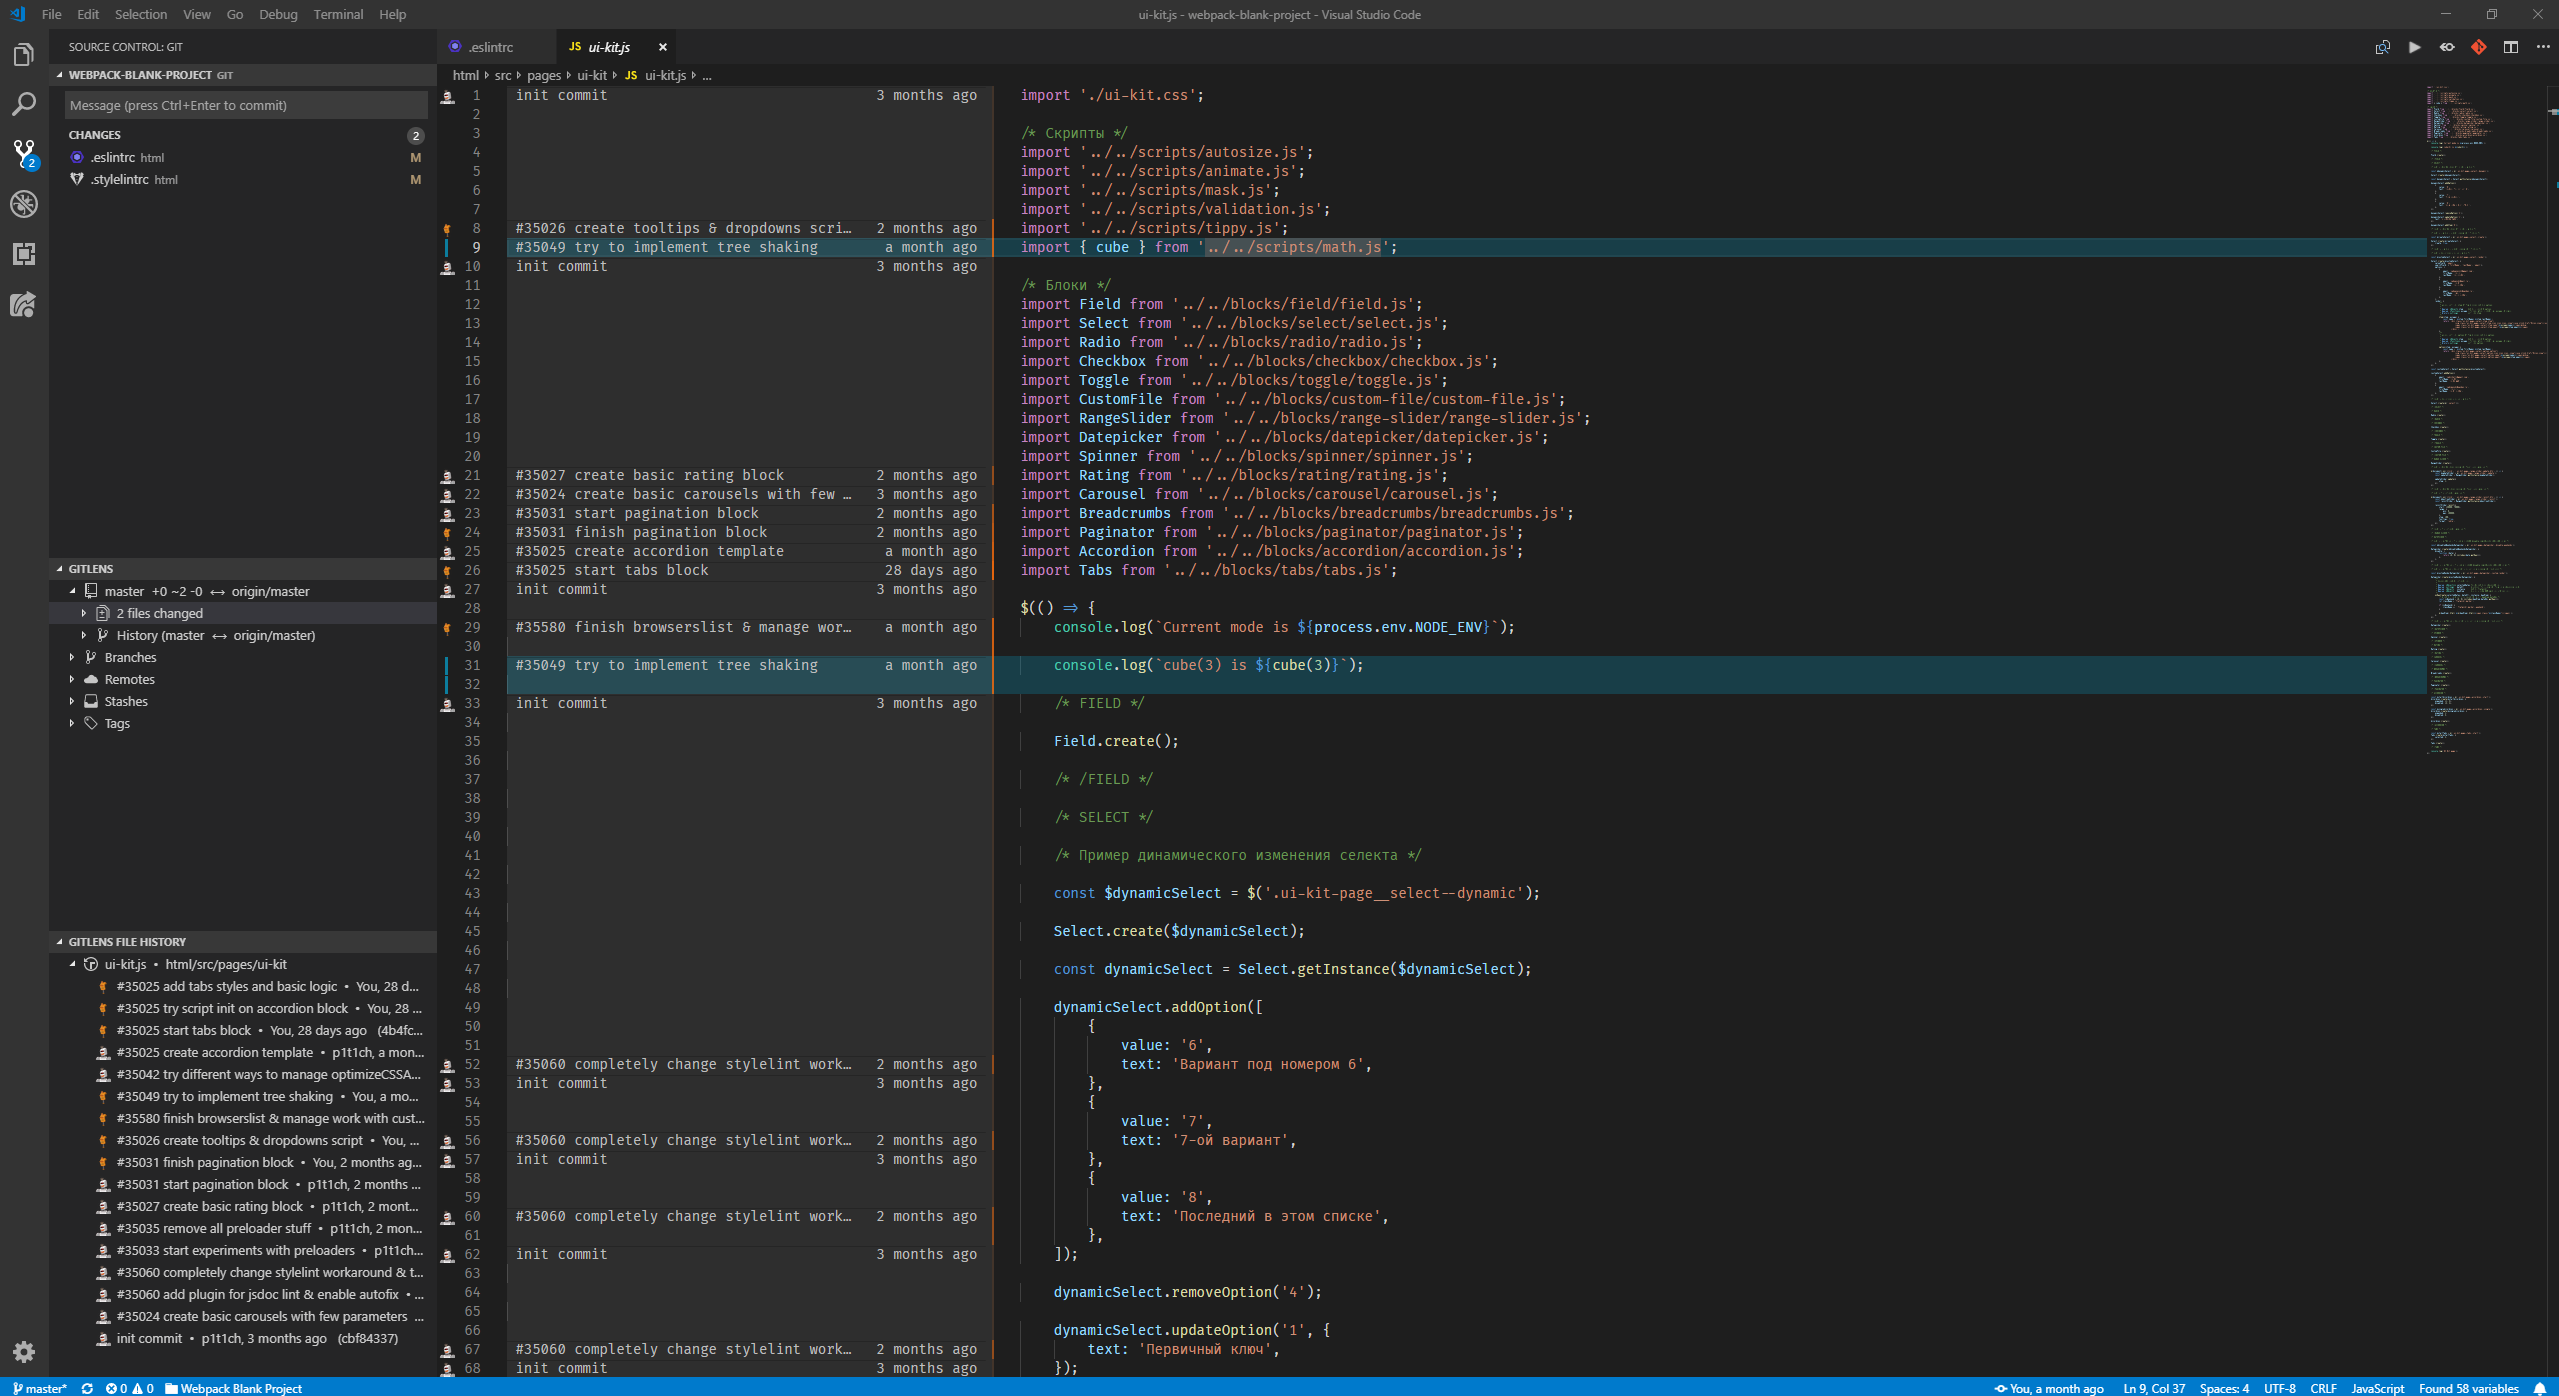 File Edit Selection View Go Debug Terminal Help
ui-kit.js - webpack-blank-project - Visual Studio Code
SOURCE CONTROL: GIT
WEBPACK-BLANK-PROJECT GIT
Message (press Ctrl+Enter to commit)
CHANGES 2
.eslintrc html M
.stylelintrc html M
2
GITLENS
master +0 ~2 -0 ↔ origin/master
2 files changed
History (master ↔ origin/master)
Branches
Remotes
Stashes
Tags
GITLENS FILE HISTORY
ui-kit.js • html/src/pages/ui-kit
#35025 add tabs styles and basic logic • You, 28 d...
#35025 try script init on accordion block • You, 28 ...
#35025 start tabs block • You, 28 days ago (4b4fc...
#35025 create accordion template • p1t1ch, a mon...
#35042 try different ways to manage optimizeCSSA...
#35049 try to implement tree shaking • You, a mo...
#35580 finish browserslist & manage work with cust...
#35026 create tooltips & dropdowns script • You, ...
#35031 finish pagination block • You, 2 months ag...
#35031 start pagination block • p1t1ch, 2 months ...
#35027 create basic rating block • p1t1ch, 2 mont...
#35035 remove all preloader stuff • p1t1ch, 2 mon...
#35033 start experiments with preloaders • p1t1ch...
#35060 completely change stylelint workaround & t...
#35060 add plugin for jsdoc lint & enable autofix • ...
#35024 create basic carousels with few parameters ...
init commit • p1t1ch, 3 months ago (cbf84337)
.eslintrc
JS ui-kit.js ×
html src pages ui-kit JS ui-kit.js ...
1 init commit 3 months ago import './ui-kit.css';
2
3 /* Скрипты */
4 import '../../scripts/autosize.js';
5 import '../../scripts/animate.js';
6 import '../../scripts/mask.js';
7 import '../../scripts/validation.js';
8 #35026 create tooltips & dropdowns scri… 2 months ago import '../../scripts/tippy.js';
9 #35049 try to implement tree shaking a month ago import { cube } from '../../scripts/math.js';
10 init commit 3 months ago
11 /* Блоки */
12 import Field from '../../blocks/field/field.js';
13 import Select from '../../blocks/select/select.js';
14 import Radio from '../../blocks/radio/radio.js';
15 import Checkbox from '../../blocks/checkbox/checkbox.js';
16 import Toggle from '../../blocks/toggle/toggle.js';
17 import CustomFile from '../../blocks/custom-file/custom-file.js';
18 import RangeSlider from '../../blocks/range-slider/range-slider.js';
19 import Datepicker from '../../blocks/datepicker/datepicker.js';
20 import Spinner from '../../blocks/spinner/spinner.js';
21 #35027 create basic rating block 2 months ago import Rating from '../../blocks/rating/rating.js';
22 #35024 create basic carousels with few … 3 months ago import Carousel from '../../blocks/carousel/carousel.js';
23 #35031 start pagination block 2 months ago import Breadcrumbs from '../../blocks/breadcrumbs/breadcrumbs.js';
24 #35031 finish pagination block 2 months ago import Paginator from '../../blocks/paginator/paginator.js';
25 #35025 create accordion template a month ago import Accordion from '../../blocks/accordion/accordion.js';
26 #35025 start tabs block 28 days ago import Tabs from '../../blocks/tabs/tabs.js';
27 init commit 3 months ago
28 $(() => {
29 #35580 finish browserslist & manage wor… a month ago console.log(`Current mode is ${process.env.NODE_ENV}`);
30
31 #35049 try to implement tree shaking a month ago console.log(`cube(3) is ${cube(3)}`);
32
33 init commit 3 months ago /* FIELD */
34
35 Field.create();
36
37 /* /FIELD */
38
39 /* SELECT */
40
41 /* Пример динамического изменения селекта */
42
43 const $dynamicSelect = $('.ui-kit-page__select--dynamic');
44
45 Select.create($dynamicSelect);
46
47 const dynamicSelect = Select.getInstance($dynamicSelect);
48
49 dynamicSelect.addOption([
50 {
51 value: '6',
52 #35060 completely change stylelint work… 2 months ago text: 'Вариант под номером 6',
53 init commit 3 months ago },
54 {
55 value: '7',
56 #35060 completely change stylelint work… 2 months ago text: '7-ой вариант',
57 init commit 3 months ago },
58 {
59 value: '8',
60 #35060 completely change stylelint work… 2 months ago text: 'Последний в этом списке',
61 },
62 init commit 3 months ago ]);
63
64 dynamicSelect.removeOption('4');
65
66 dynamicSelect.updateOption('1', {
67 #35060 completely change stylelint work… 2 months ago text: 'Первичный ключ',
68 init commit 3 months ago });
master* 0 0 Webpack Blank Project
You, a month ago Ln 9, Col 37 Spaces: 4 UTF-8 CRLF JavaScript Found 58 variables